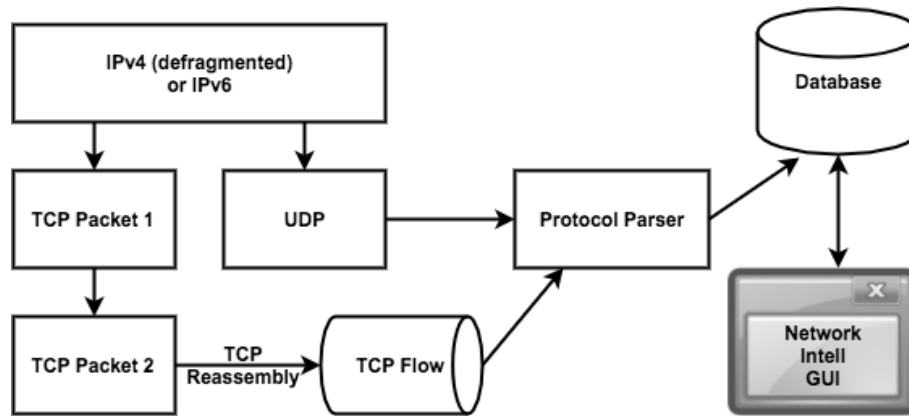 IPv4 (defragmented)
or IPv6
Database
TCP Packet 1
UDP
Protocol Parser
TCP Packet 2
TCP
Reassembly
TCP Flow
Network
Intell
GUI